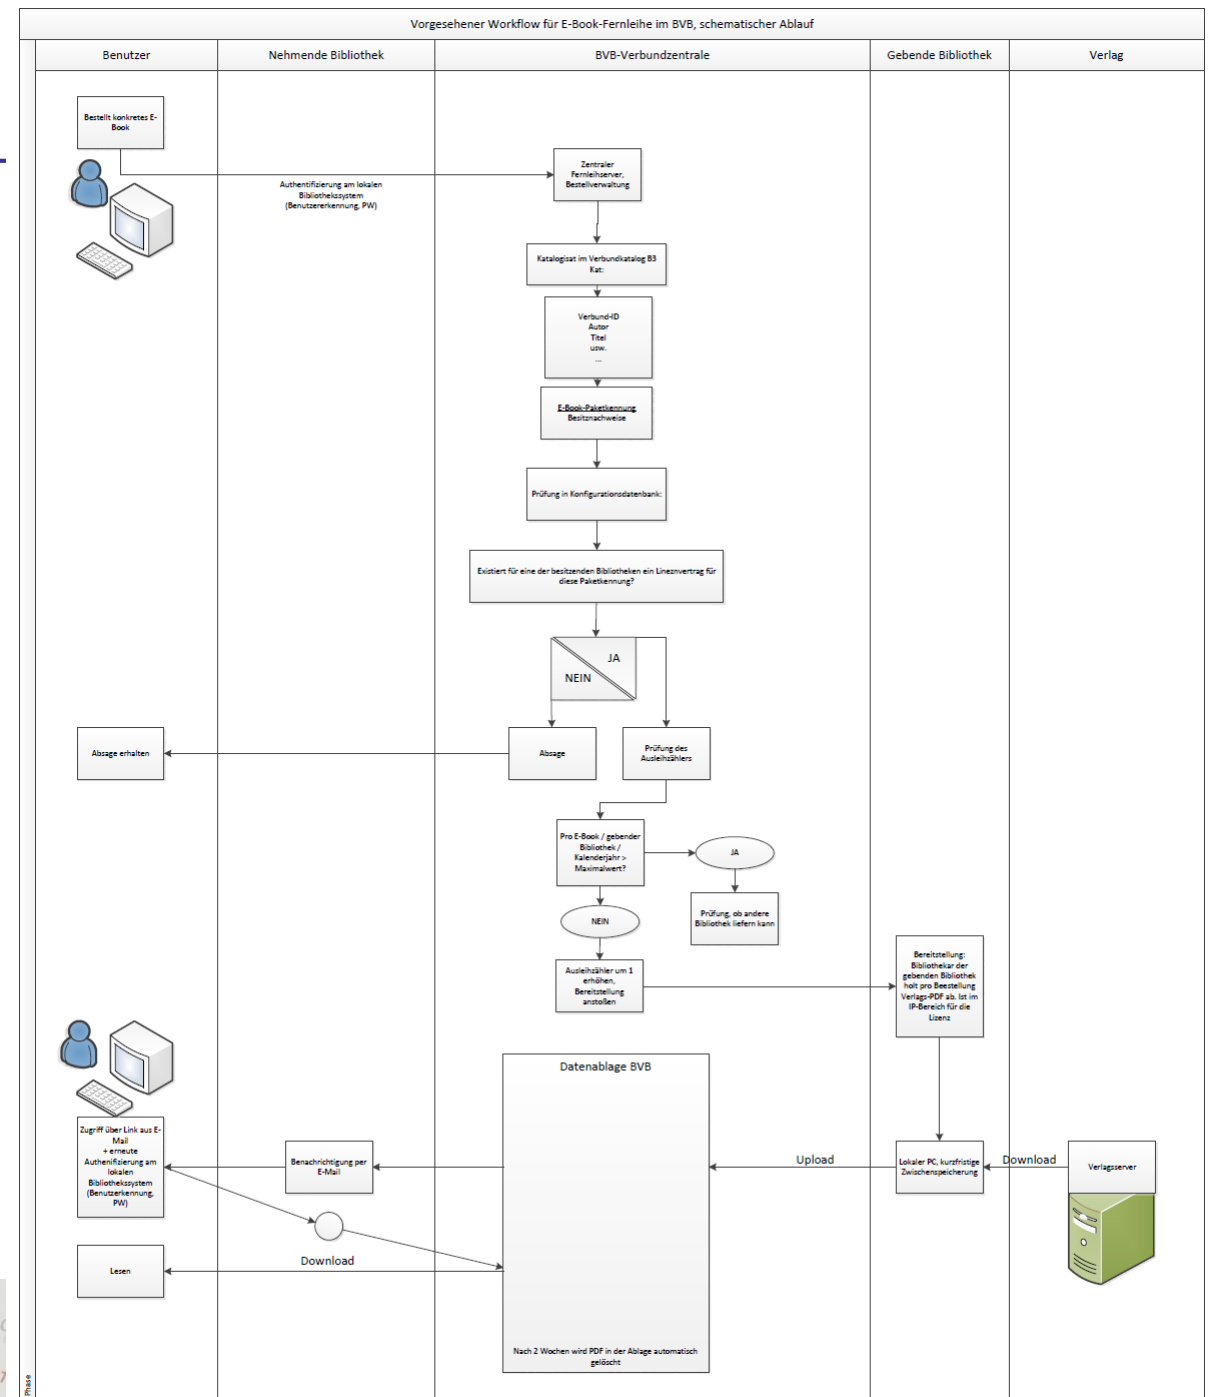 Vorgesehener Workflow für E-Book-Fernleihe im BVB, schematischer Ablauf
Benutzer
Nehmende Bibliothek
BVB-Verbundzentrale
Gebende Bibliothek
Verlag
Bestellt konkretes E-
Book
Authentifizierung am lokalen
Bibliothekssystem
(Benutzererkennung, PW)
Zentraler
Fernleihserver,
Bestellverwaltung
Katalogisat im Verbundkatalog B3
Kat:
Verbund-ID
Autor
Titel
usw.
...
E-Book-Paketkennung
Besitznachweise
Prüfung in Konfigurationsdatenbank:
Existiert für eine der besitzenden Bibliotheken ein Lineznvertrag für
diese Paketkennung?
JA
NEIN
Absage erhalten
Absage
Prüfung des
Ausleihzählers
Pro E-Book / gebender
Bibliothek /
Kalenderjahr >
Maximalwert?
JA
NEIN
Prüfung, ob andere
Bibliothek liefern kann
Ausleihzähler um 1
erhöhen,
Bereitstellung
anstoßen
Bereitstellung:
Bibliothekar der
gebenden Bibliothek
holt pro Beestellung
Verlags-PDF ab. Ist im
IP-Bereich für die
Lizenz
Datenablage BVB
Zugriff über Link aus E-
Mail
+ erneute
Authenifizierung am
lokalen
Bibliothekssystem
(Benutzerkennung,
PW)
Benachrichtigung per
E-Mail
Upload
Lokaler PC, kurzfristige
Zwischenspeicherung
Download
Verlagsserver
Download
Lesen
Nach 2 Wochen wird PDF in der Ablage automatisch
gelöscht
Phase